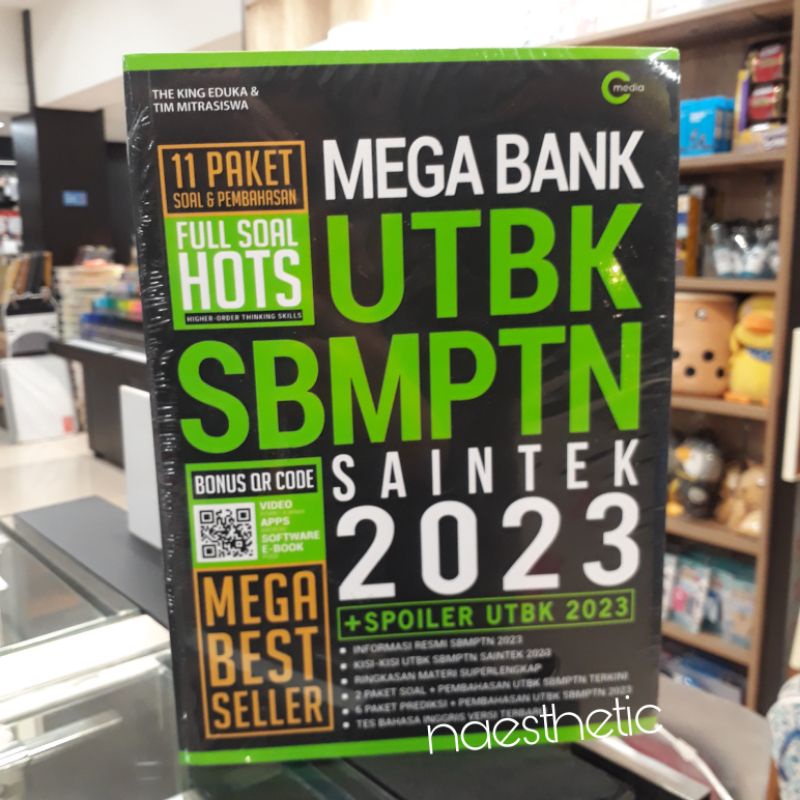 THE KING EDUKA &
TIM MITRASISWA
C media
11 PAKET
SOAL & PEMBAHASAN
FULL SOAL
HOTS
HIGHER-ORDER THINKING SKILLS
MEGA BANK
UTBK
SBMPTN
SAINTEK
2023
+SPOILER UTBK 2023
BONUS QR CODE
VIDEO
APPS
SOFTWARE
E-BOOK
MEGA
BEST
SELLER
• INFORMASI RESMI SBMPTN 2023
• KISI-KISI UTBK SBMPTN SAINTEK 2023
• RINGKASAN MATERI SUPERLENGKAP
• 2 PAKET SOAL + PEMBAHASAN UTBK SBMPTN TERKINI
• 6 PAKET PREDIKSI + PEMBAHASAN UTBK SBMPTN 2023
• TES BAHASA INGGRIS VERSI TERBARU
naesthetic